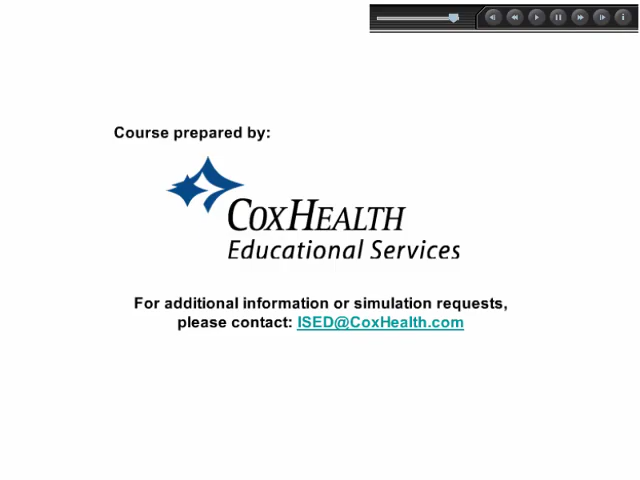 Course prepared by:
COXHEALTH
Educational Services
For additional information or simulation requests,
please contact: ISED@CoxHealth.com